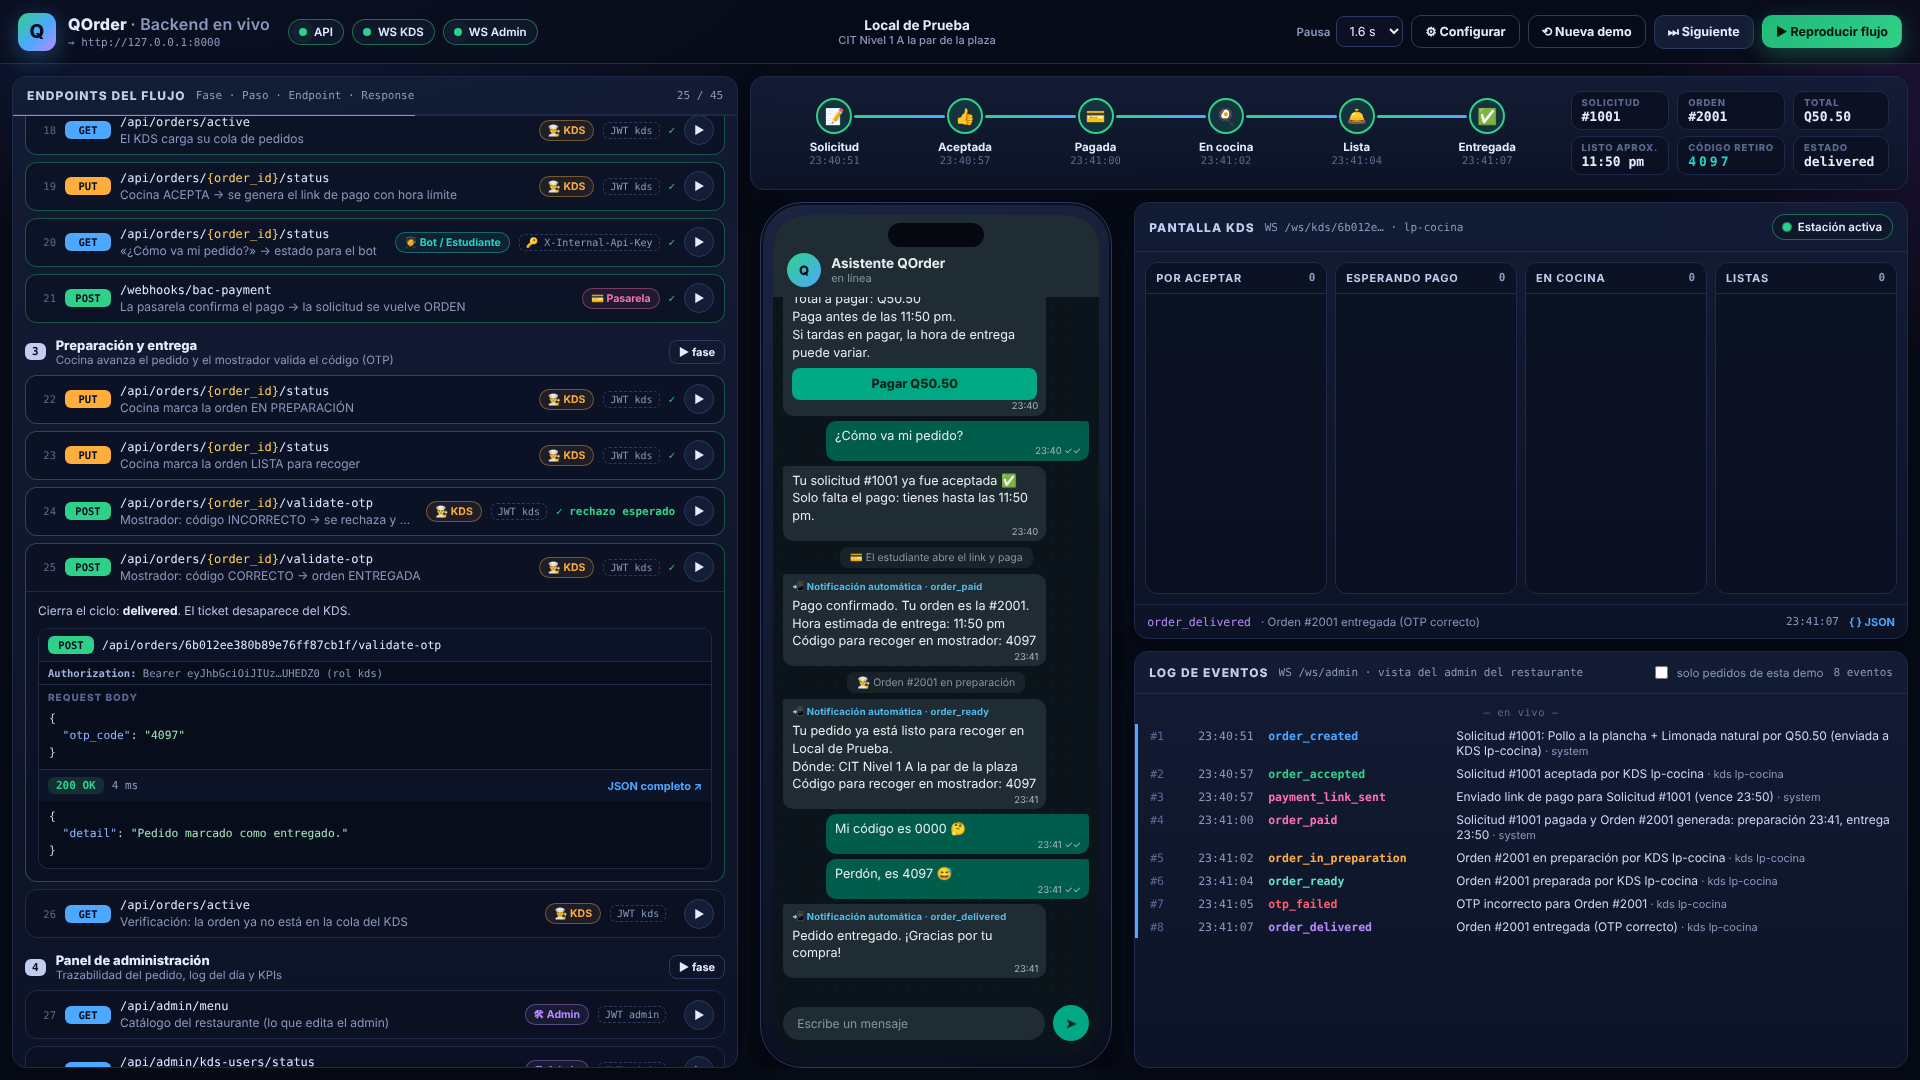 Q
QOrder · Backend en vivo
→ http://127.0.0.1:8000
API
WS KDS
WS Admin
Local de Prueba
CIT Nivel 1 A la par de la plaza
Pausa
1.6 s
⚙ Configurar
⟲ Nueva demo
⏭ Siguiente
▶ Reproducir flujo
ENDPOINTS DEL FLUJO
Fase · Paso · Endpoint · Response
25 / 45
18 GET /api/orders/active
El KDS carga su cola de pedidos
KDS JWT kds ✓ ▶
19 PUT /api/orders/{order_id}/status
Cocina ACEPTA → se genera el link de pago con hora límite
KDS JWT kds ✓ ▶
20 GET /api/orders/{order_id}/status
«¿Cómo va mi pedido?» → estado para el bot
Bot / Estudiante X-Internal-Api-Key ✓ ▶
21 POST /webhooks/bac-payment
La pasarela confirma el pago → la solicitud se vuelve ORDEN
Pasarela ✓ ▶
3 Preparación y entrega
Cocina avanza el pedido y el mostrador valida el código (OTP)
▶ fase
22 PUT /api/orders/{order_id}/status
Cocina marca la orden EN PREPARACIÓN
KDS JWT kds ✓ ▶
23 PUT /api/orders/{order_id}/status
Cocina marca la orden LISTA para recoger
KDS JWT kds ✓ ▶
24 POST /api/orders/{order_id}/validate-otp
Mostrador: código INCORRECTO → se rechaza y ...
KDS JWT kds ✓ rechazo esperado ▶
25 POST /api/orders/{order_id}/validate-otp
Mostrador: código CORRECTO → orden ENTREGADA
KDS JWT kds ✓ ▶
Cierra el ciclo: delivered. El ticket desaparece del KDS.
POST /api/orders/6b012ee380b89e76ff87cb1f/validate-otp
Authorization: Bearer eyJhbGciOiJIUz…UHEDZ0 (rol kds)
REQUEST BODY
{
"otp_code": "4097"
}
200 OK 4 ms
JSON completo ↗
{
"detail": "Pedido marcado como entregado."
}
26 GET /api/orders/active
Verificación: la orden ya no está en la cola del KDS
KDS JWT kds ▶
4 Panel de administración
Trazabilidad del pedido, log del día y KPIs
▶ fase
27 GET /api/admin/menu
Catálogo del restaurante (lo que edita el admin)
Admin JWT admin ▶
/api/admin/kds-users/status
Solicitud
23:40:51
Aceptada
23:40:57
Pagada
23:41:00
En cocina
23:41:02
Lista
23:41:04
Entregada
23:41:07
SOLICITUD
#1001
ORDEN
#2001
TOTAL
Q50.50
LISTO APROX.
11:50 pm
CÓDIGO RETIRO
4097
ESTADO
delivered
Q
Asistente QOrder
en línea
Total a pagar: Q50.50
Paga antes de las 11:50 pm.
Si tardas en pagar, la hora de entrega
puede variar.
Pagar Q50.50
23:40
¿Cómo va mi pedido?
23:40 ✓✓
Tu solicitud #1001 ya fue aceptada ✅
Solo falta el pago: tienes hasta las 11:50
pm.
23:40
💳 El estudiante abre el link y paga
📲 Notificación automática · order_paid
Pago confirmado. Tu orden es la #2001.
Hora estimada de entrega: 11:50 pm
Código para recoger en mostrador: 4097
23:41
Orden #2001 en preparación
📲 Notificación automática · order_ready
Tu pedido ya está listo para recoger en
Local de Prueba.
Dónde: CIT Nivel 1 A la par de la plaza
Código para recoger en mostrador: 4097
23:41
Mi código es 0000 🤔
23:41 ✓✓
Perdón, es 4097 😅
23:41 ✓✓
📲 Notificación automática · order_delivered
Pedido entregado. ¡Gracias por tu
compra!
23:41
Escribe un mensaje
➤
PANTALLA KDS
WS /ws/kds/6b012e… · lp-cocina
Estación activa
POR ACEPTAR 0
ESPERANDO PAGO 0
EN COCINA 0
LISTAS 0
order_delivered · Orden #2001 entregada (OTP correcto)
23:41:07 { } JSON
LOG DE EVENTOS
WS /ws/admin · vista del admin del restaurante
solo pedidos de esta demo
8 eventos
— en vivo —
#1 23:40:51 order_created Solicitud #1001: Pollo a la plancha + Limonada natural por Q50.50 (enviada a
KDS lp-cocina) · system
#2 23:40:57 order_accepted Solicitud #1001 aceptada por KDS lp-cocina · kds lp-cocina
#3 23:40:57 payment_link_sent Enviado link de pago para Solicitud #1001 (vence 23:50) · system
#4 23:41:00 order_paid Solicitud #1001 pagada y Orden #2001 generada: preparación 23:41, entrega
23:50 · system
#5 23:41:02 order_in_preparation Orden #2001 en preparación por KDS lp-cocina · kds lp-cocina
#6 23:41:04 order_ready Orden #2001 preparada por KDS lp-cocina · kds lp-cocina
#7 23:41:05 otp_failed OTP incorrecto para Orden #2001 · kds lp-cocina
#8 23:41:07 order_delivered Orden #2001 entregada (OTP correcto) · kds lp-cocina